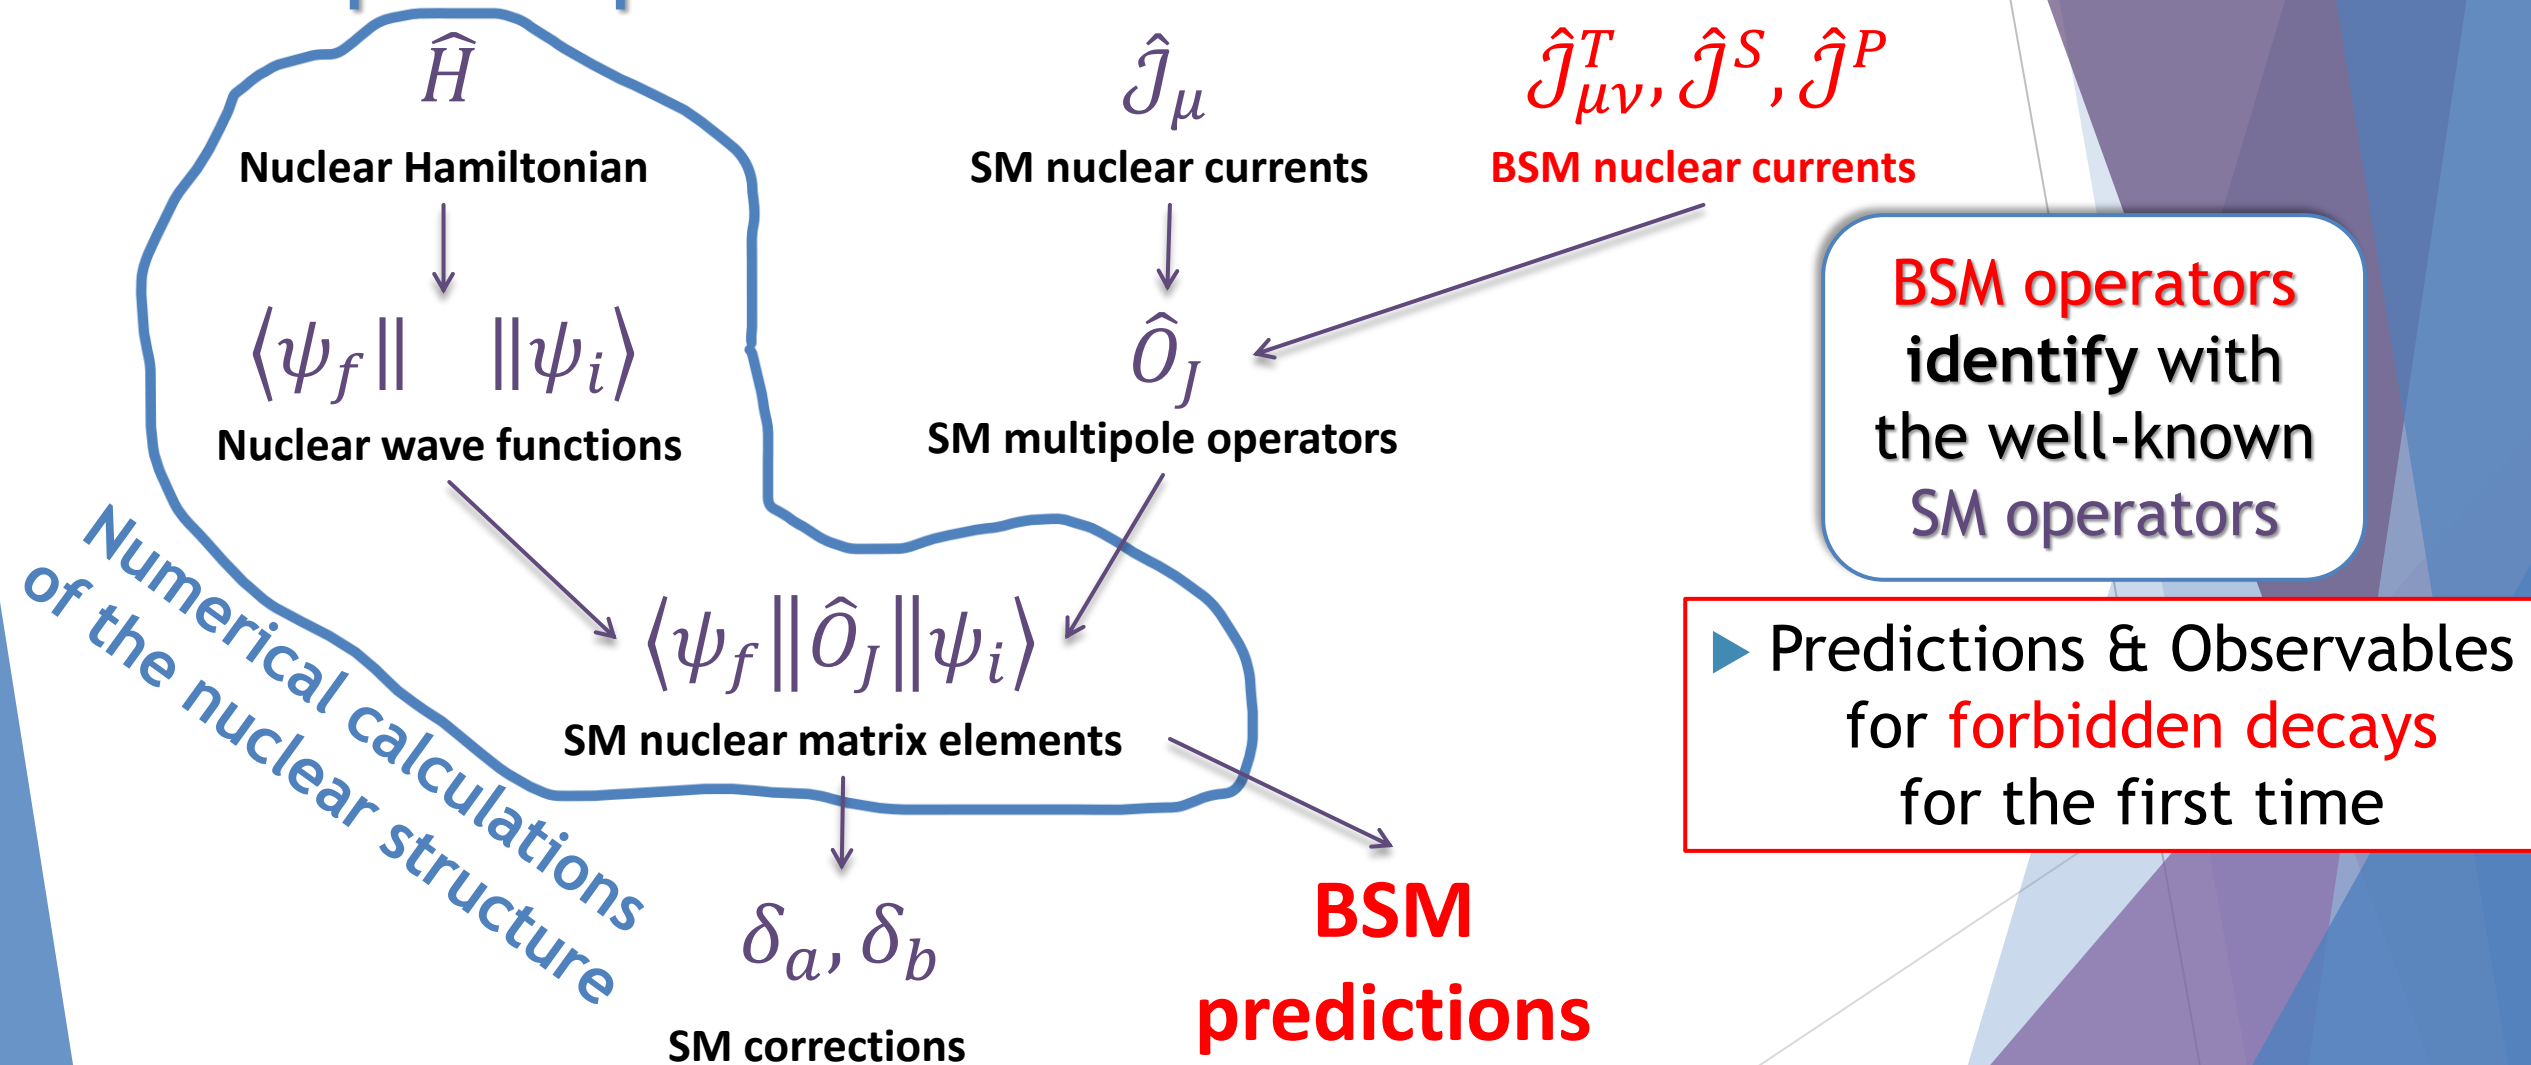 Ĥ
Nuclear Hamiltonian
⟨ψ_f‖ ‖ψ_i⟩
Nuclear wave functions
𝒥̂_μ
SM nuclear currents
𝒥̂^T_μν, 𝒥̂^S, 𝒥̂^P
BSM nuclear currents
Ô_J
SM multipole operators
⟨ψ_f‖Ô_J‖ψ_i⟩
SM nuclear matrix elements
Numerical calculations
of the nuclear structure
δ_a, δ_b
SM corrections
BSM
predictions
BSM operators
identify with
the well-known
SM operators
Predictions & Observables
for forbidden decays
for the first time